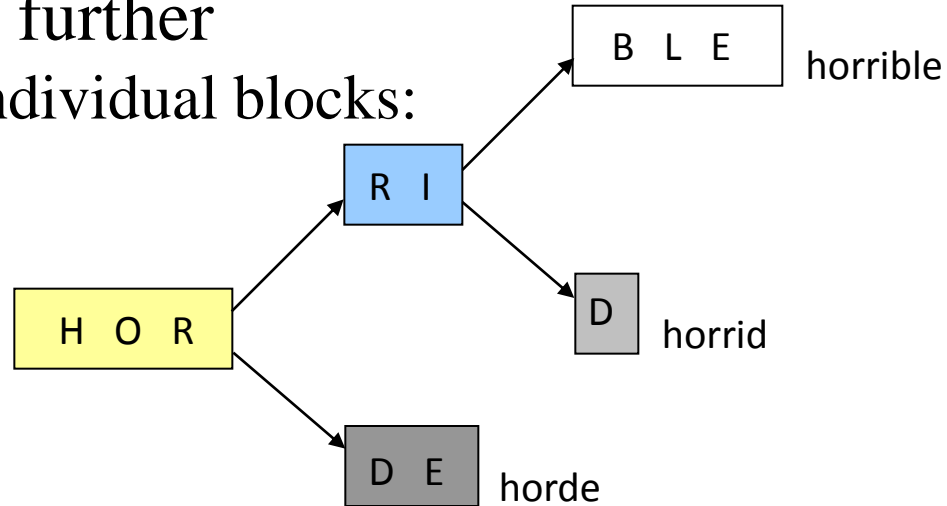 further
ndividual blocks:
B L E
horrible
R I
H O R
D
horrid
D E
horde